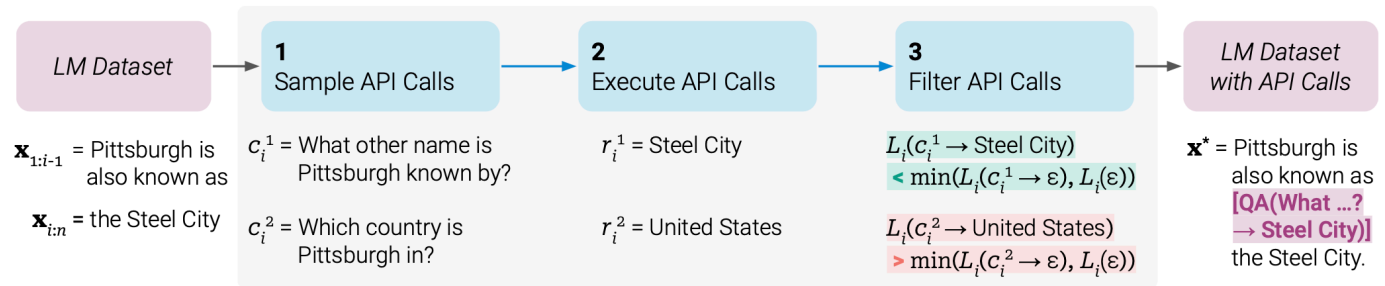 LM Dataset
1
Sample API Calls
2
Execute API Calls
3
Filter API Calls
LM Dataset
with API Calls
x1:i-1 = Pittsburgh is
also known as
xi:n = the Steel City
ci1 = What other name is
Pittsburgh known by?
ci2 = Which country is
Pittsburgh in?
ri1 = Steel City
ri2 = United States
Li(ci1 → Steel City)
< min(Li(ci1 → ε), Li(ε))
Li(ci2 → United States)
> min(Li(ci2 → ε), Li(ε))
x* = Pittsburgh is
also known as
[QA(What ...?
→ Steel City)]
the Steel City.